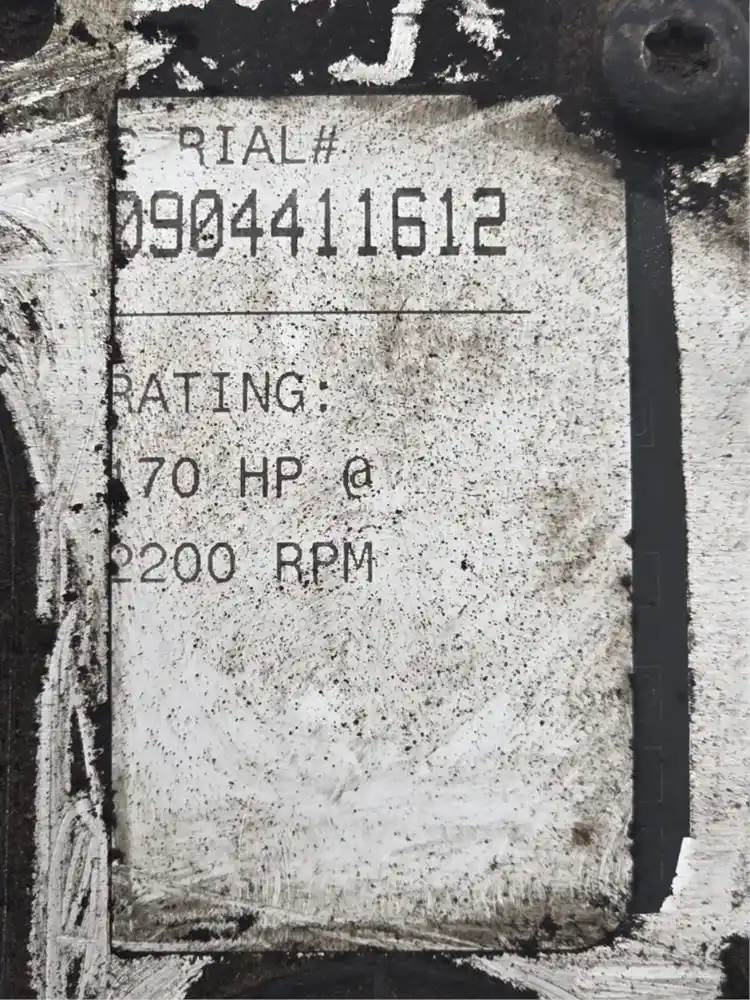 RIAL#
0904411612
RATING:
170 HP @
2200 RPM